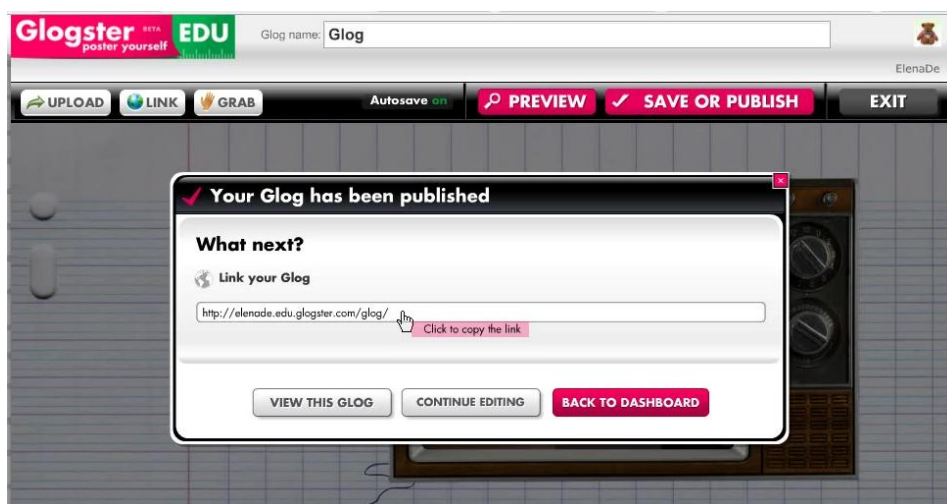 Glogster BETA EDU
poster yourself
Glog name: Glog
ElenaDe
UPLOAD LINK GRAB Autosave on PREVIEW SAVE OR PUBLISH EXIT
Your Glog has been published
What next?
Link your Glog
http://elenade.edu.glogster.com/glog/
Click to copy the link
VIEW THIS GLOG CONTINUE EDITING BACK TO DASHBOARD